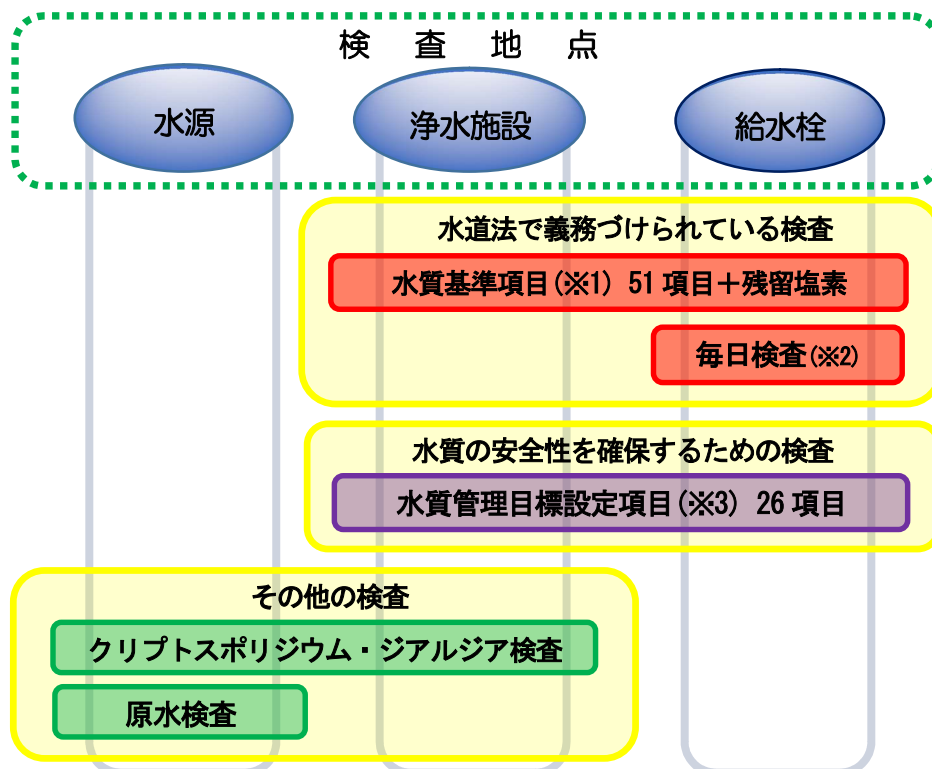 検査地点
水源
浄水施設
給水栓
水道法で義務づけられている検査
水質基準項目(※1) 51項目+残留塩素
毎日検査(※2)
水質の安全性を確保するための検査
水質管理目標設定項目(※3) 26項目
その他の検査
クリプトスポリジウム・ジアルジア検査
原水検査